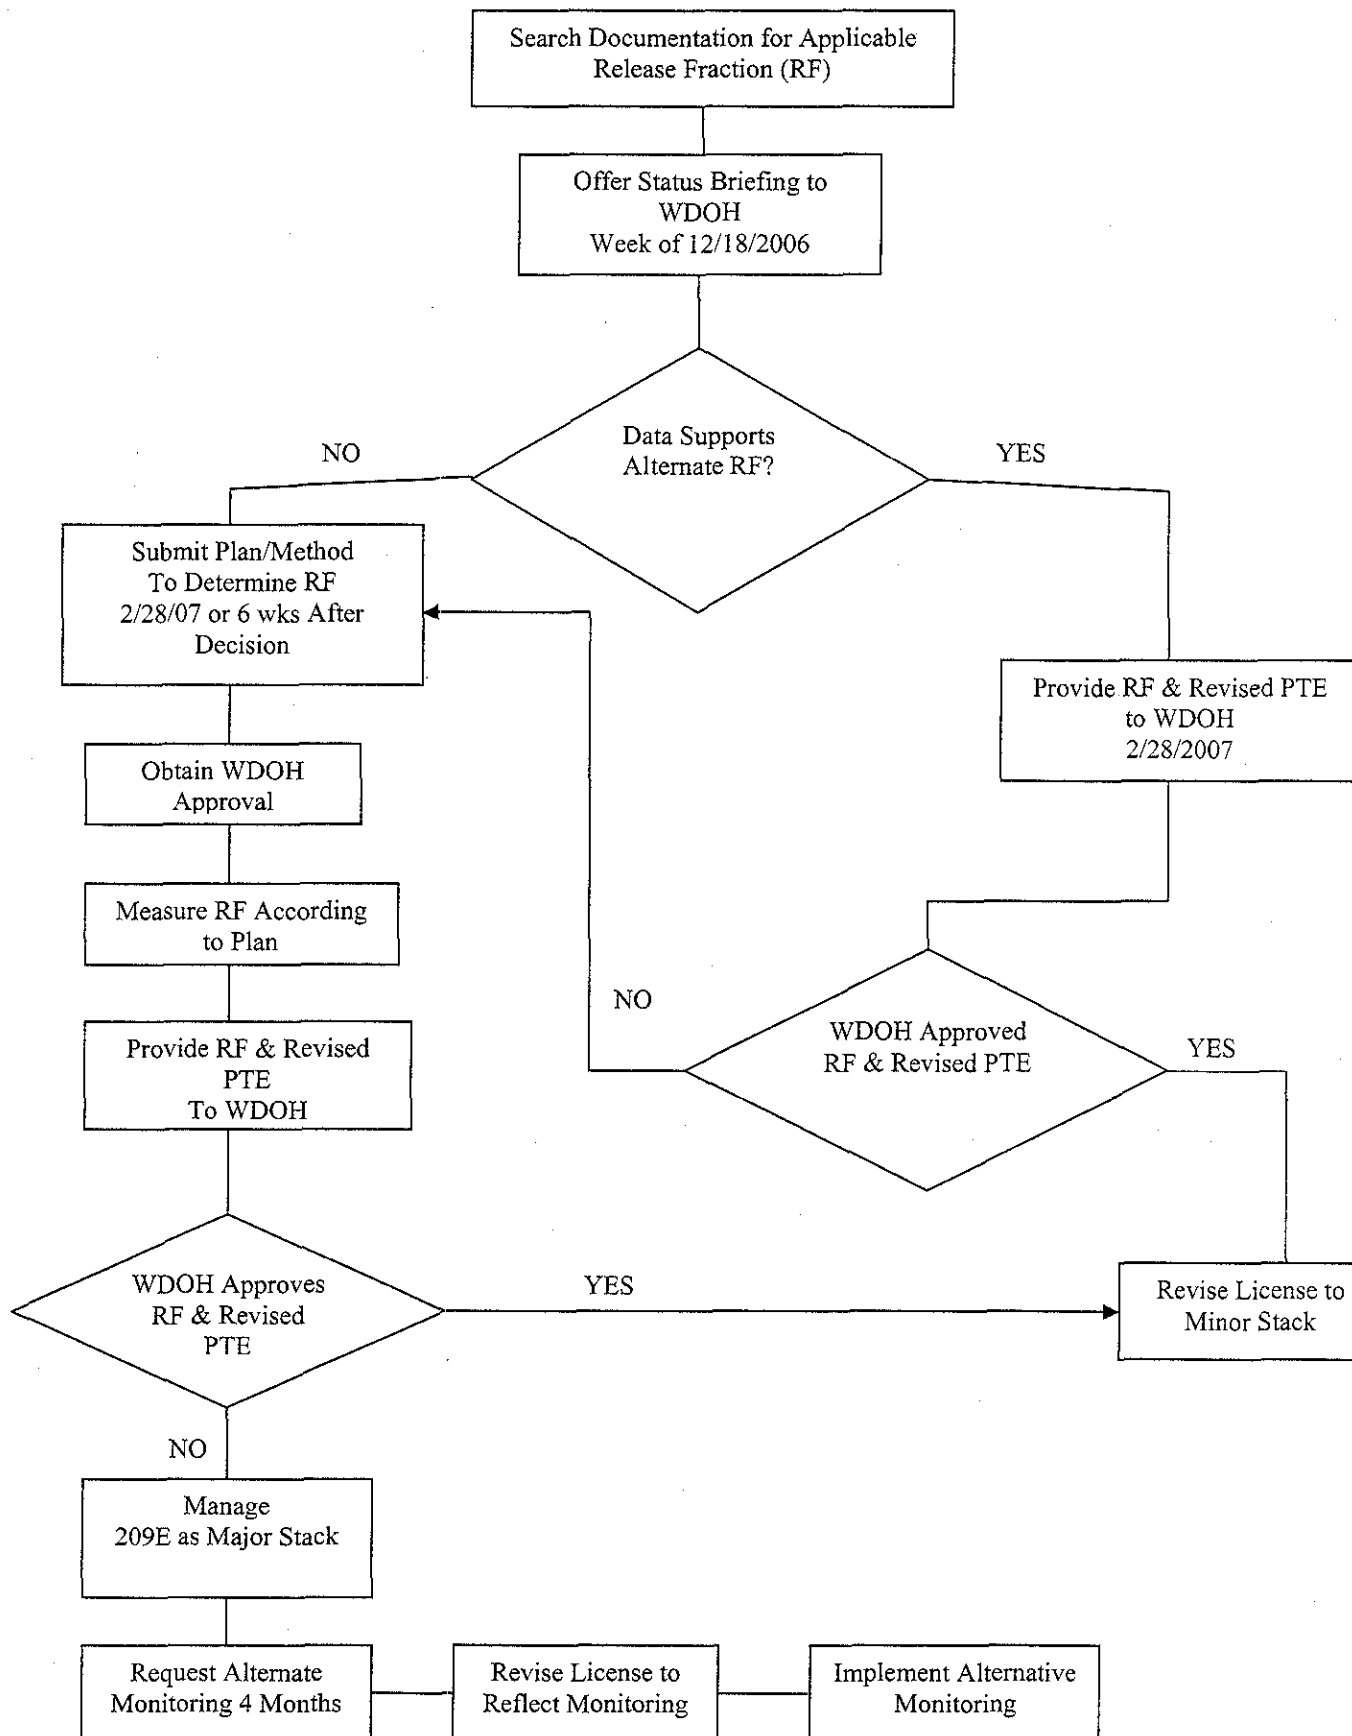 Search Documentation for Applicable
Release Fraction (RF)
Offer Status Briefing to
WDOH
Week of 12/18/2006
Data Supports
Alternate RF?
NO
YES
Submit Plan/Method
To Determine RF
2/28/07 or 6 wks After
Decision
Provide RF & Revised PTE
to WDOH
2/28/2007
Obtain WDOH
Approval
Measure RF According
to Plan
NO
WDOH Approved
RF & Revised PTE
YES
Provide RF & Revised
PTE
To WDOH
WDOH Approves
RF & Revised
PTE
YES
Revise License to
Minor Stack
NO
Manage
209E as Major Stack
Request Alternate
Monitoring 4 Months
Revise License to
Reflect Monitoring
Implement Alternative
Monitoring